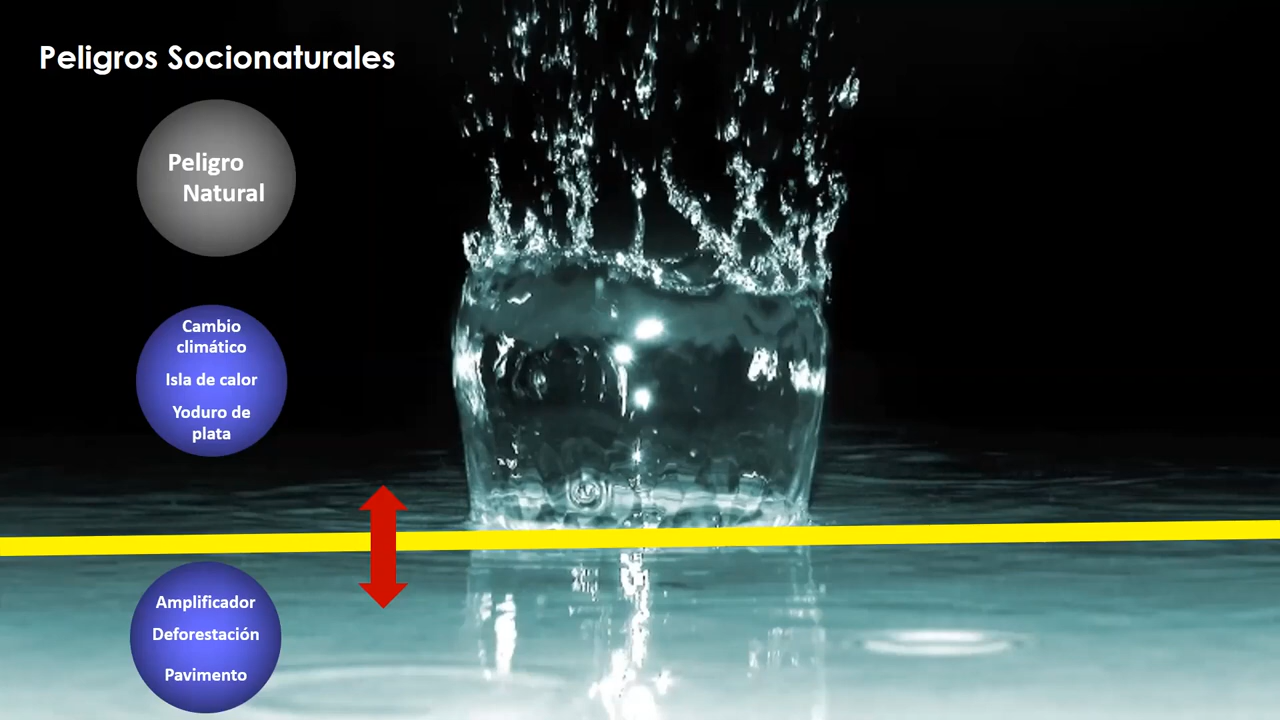 Peligros Socionaturales
Peligro
Natural
Cambio
climático
Isla de calor
Yoduro de
plata
Amplificador
Deforestación
Pavimento